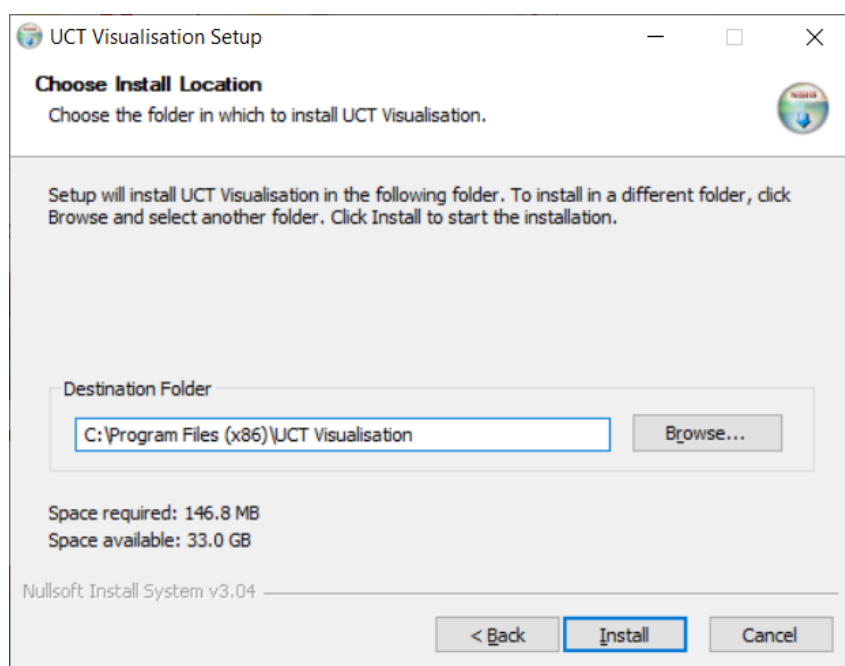 UCT Visualisation Setup
Choose Install Location
Choose the folder in which to install UCT Visualisation.
Setup will install UCT Visualisation in the following folder. To install in a different folder, click
Browse and select another folder. Click Install to start the installation.
Destination Folder
C:\Program Files (x86)\UCT Visualisation
Browse...
Space required: 146.8 MB
Space available: 33.0 GB
Nullsoft Install System v3.04
< Back
Install
Cancel